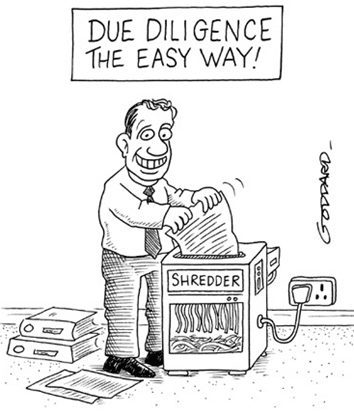 DUE DILIGENCE
THE EASY WAY!
SHREDDER
GODDARD